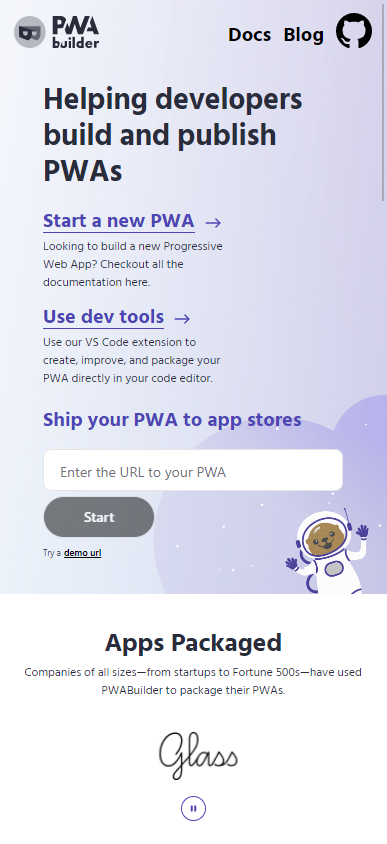 PWA
builder
Docs
Blog
Helping developers
build and publish
PWAs
Start a new PWA
Looking to build a new Progressive
Web App? Checkout all the
documentation here.
Use dev tools
Use our VS Code extension to
create, improve, and package your
PWA directly in your code editor.
Ship your PWA to app stores
Enter the URL to your PWA
Start
Try a demo url
Apps Packaged
Companies of all sizes—from startups to Fortune 500s—have used
PWABuilder to package their PWAs.
Glass